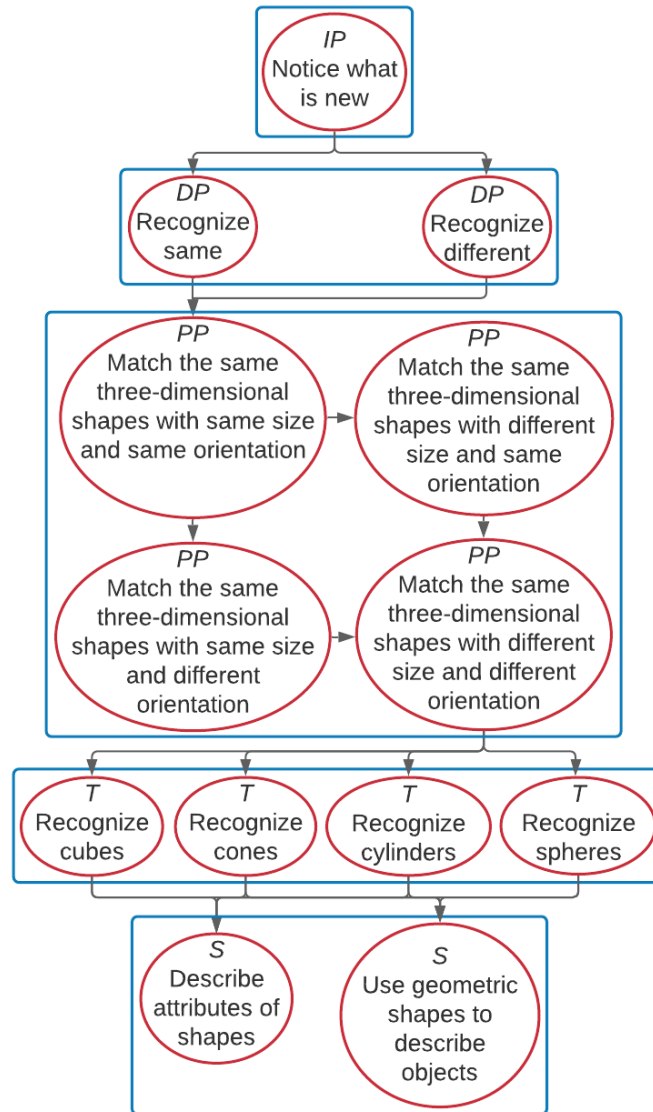 IP
Notice what
is new
DP
Recognize
same
DP
Recognize
different
PP
Match the same
three-dimensional
shapes with same size
and same orientation
PP
Match the same
three-dimensional
shapes with different
size and same
orientation
PP
Match the same
three-dimensional
shapes with same size
and different
orientation
PP
Match the same
three-dimensional
shapes with different
size and different
orientation
T
Recognize
cubes
T
Recognize
cones
T
Recognize
cylinders
T
Recognize
spheres
S
Describe
attributes of
shapes
S
Use geometric
shapes to
describe
objects